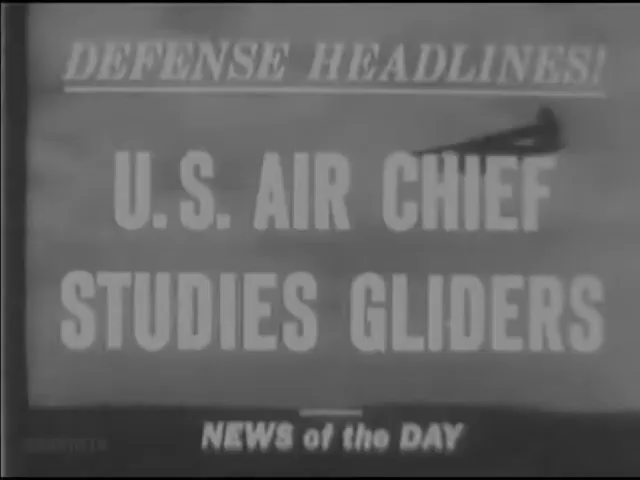 DEFENSE HEADLINES!
U.S. AIR CHIEF
STUDIES GLIDERS
NEWS of the DAY